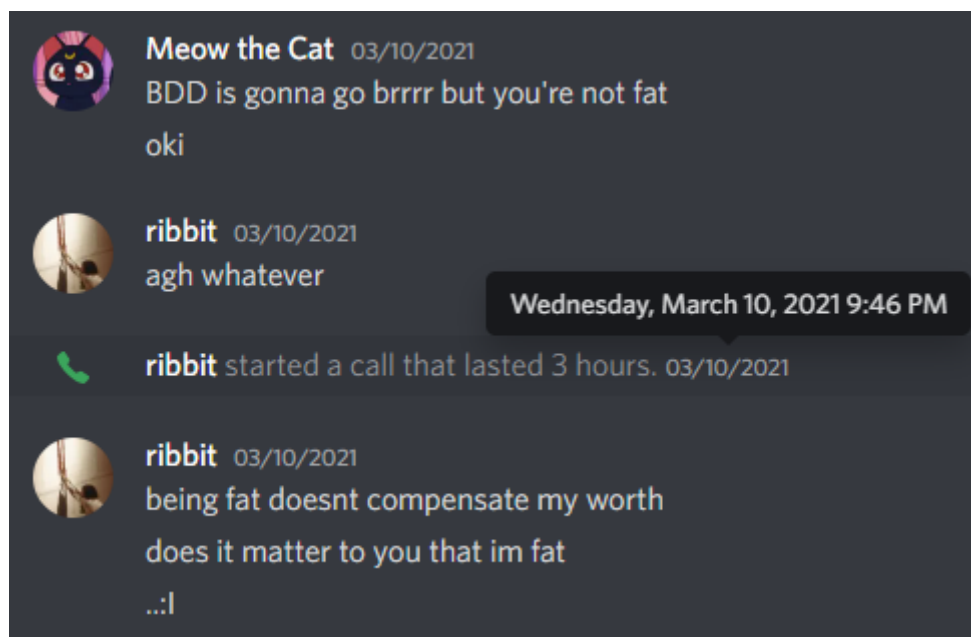 Meow the Cat 03/10/2021
BDD is gonna go brrrr but you're not fat
oki
ribbit 03/10/2021
agh whatever
Wednesday, March 10, 2021 9:46 PM
ribbit started a call that lasted 3 hours. 03/10/2021
ribbit 03/10/2021
being fat doesnt compensate my worth
does it matter to you that im fat
..:l